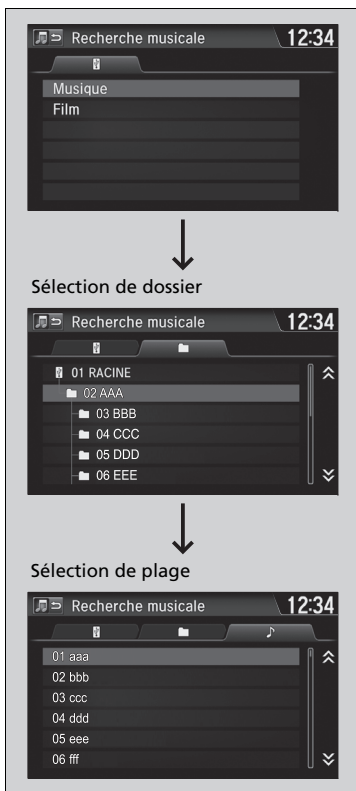 Recherche musicale 12:34
Musique
Film
Sélection de dossier
Recherche musicale 12:34
01 RACINE
02 AAA
03 BBB
04 CCC
05 DDD
06 EEE
Sélection de plage
Recherche musicale 12:34
01 aaa
02 bbb
03 ccc
04 ddd
05 eee
06 fff